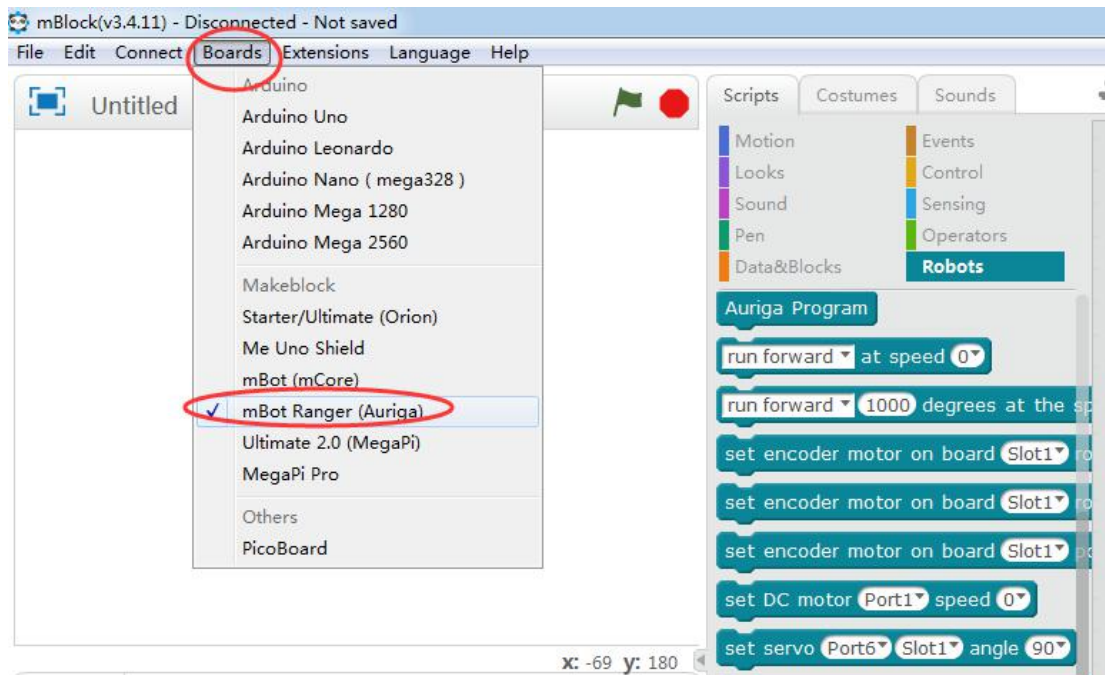 mBlock(v3.4.11) - Disconnected - Not saved
File Edit Connect Boards Extensions Language Help
Untitled
Arduino
Arduino Uno
Arduino Leonardo
Arduino Nano ( mega328 )
Arduino Mega 1280
Arduino Mega 2560
Makeblock
Starter/Ultimate (Orion)
Me Uno Shield
mBot (mCore)
✓ mBot Ranger (Auriga)
Ultimate 2.0 (MegaPi)
MegaPi Pro
Others
PicoBoard
X: -69 y: 180
Scripts Costumes Sounds
Motion Events
Looks Control
Sound Sensing
Pen Operators
Data&Blocks Robots
Auriga Program
run forward at speed 0
run forward 1000 degrees at the sp
set encoder motor on board Slot1 ro
set encoder motor on board Slot1 ro
set encoder motor on board Slot1
set DC motor Port1 speed 0
set servo Port6 Slot1 angle 90